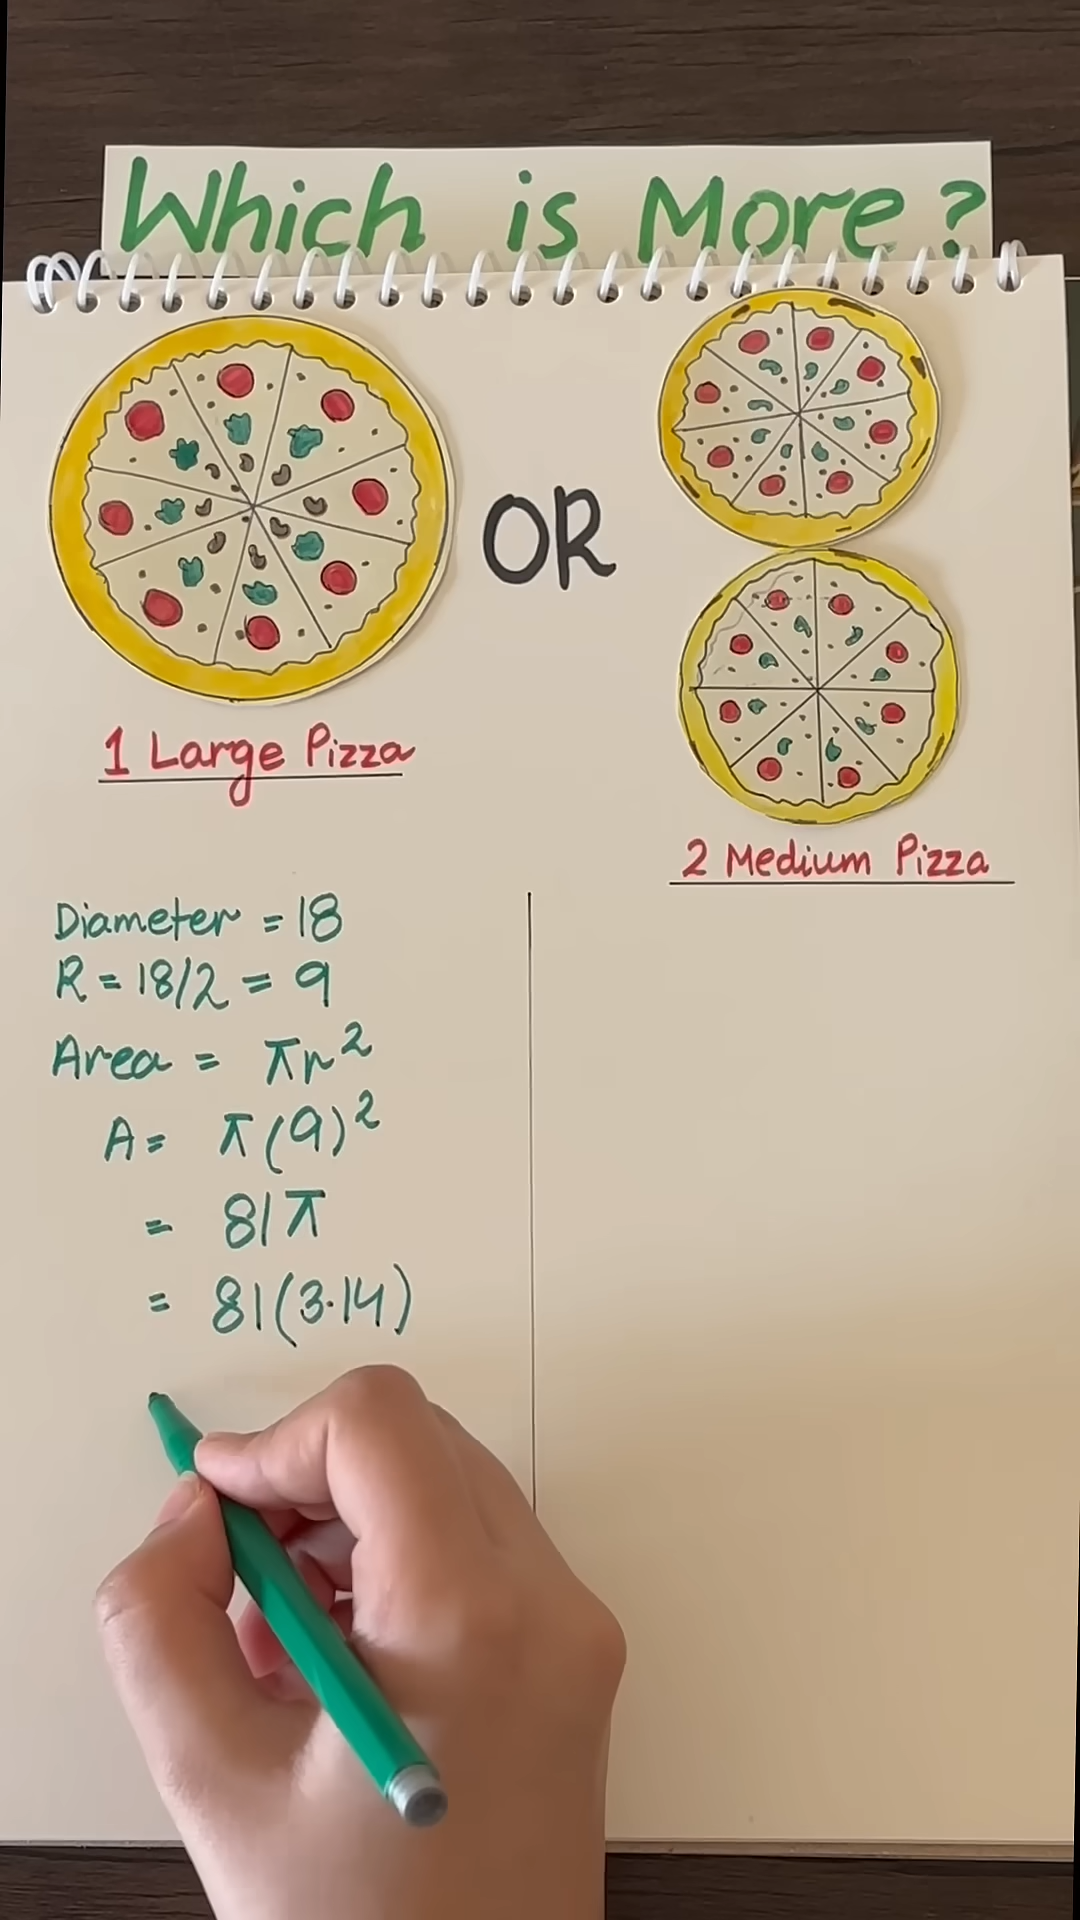 Which is More?
OR
1 Large Pizza
2 Medium Pizza
Diameter = 18
R = 18/2 = 9
Area = πr²
A = π(9)²
= 81π
= 81(3.14)